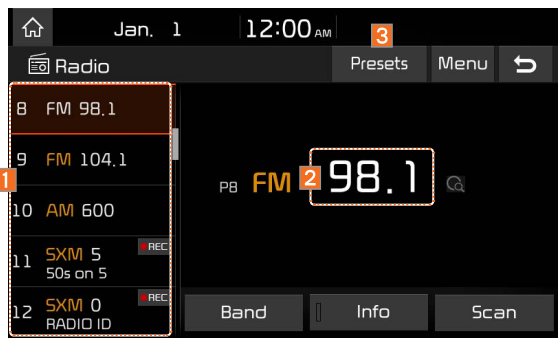 Jan. 1 12:00 AM
3
Radio Presets Menu
8 FM 98.1
9 FM 104.1
1
P8 FM 2 98.1
10 AM 600
11 SXM 5 REC
50s on 5
12 SXM 0 REC
RADIO ID
Band Info Scan